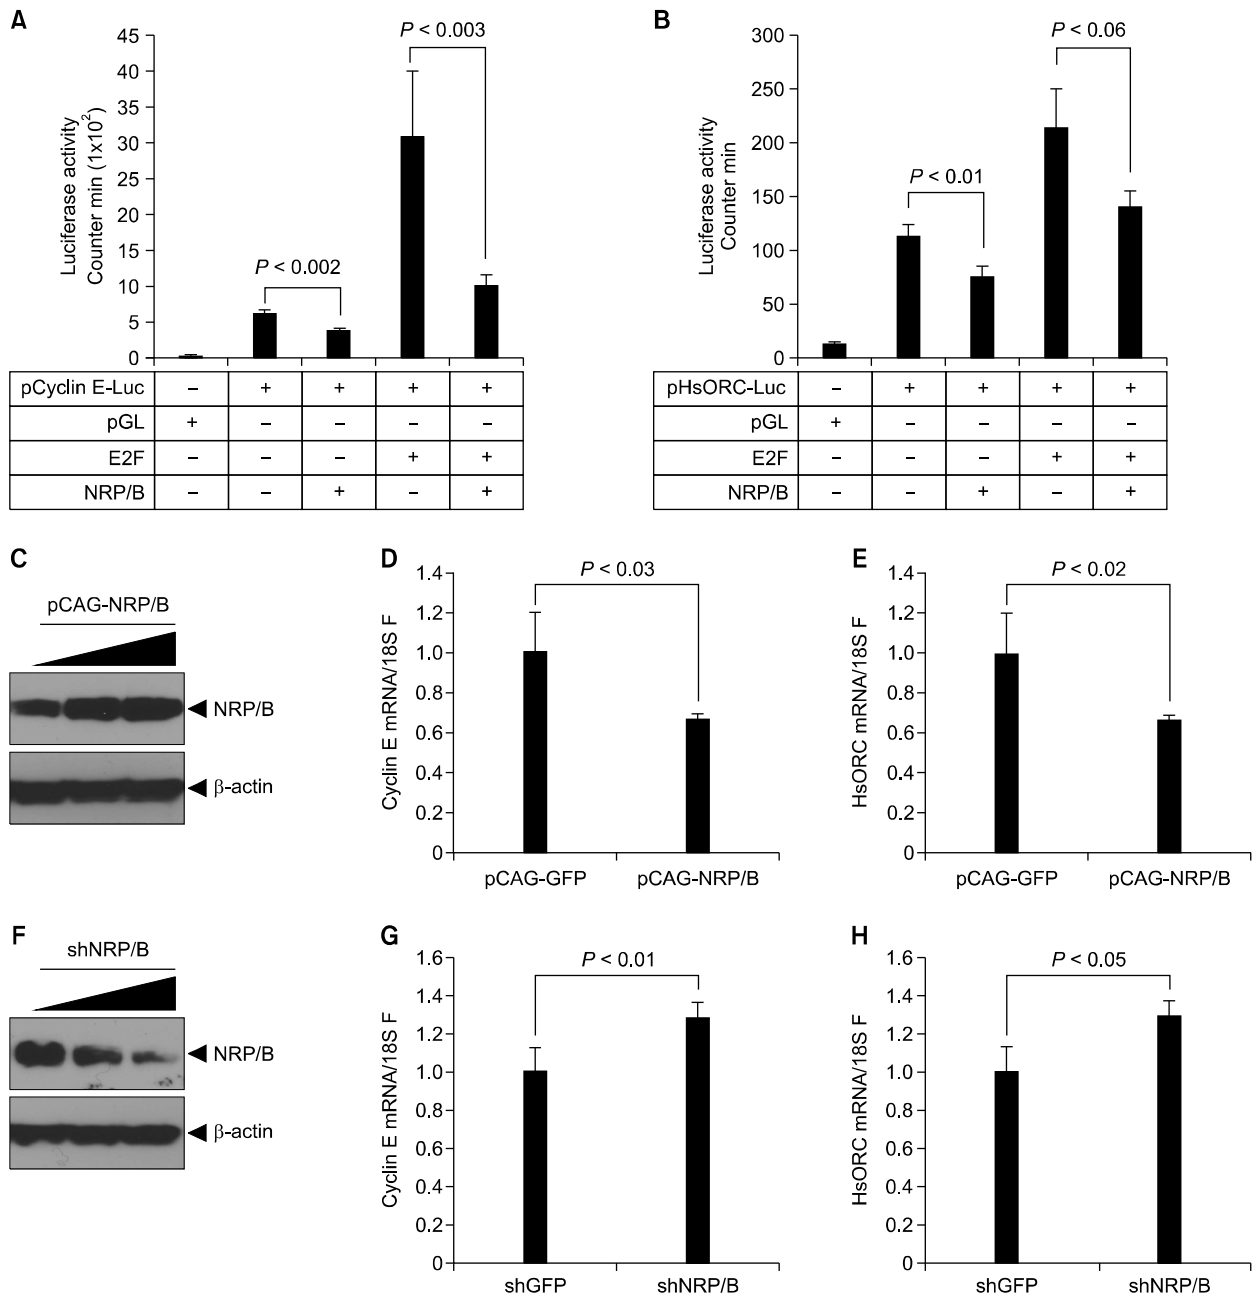 A
Luciferase activity
Counter min (1x10²)
45
40
35
30
25
20
15
10
5
0
P < 0.002
P < 0.003
pCyclin E-Luc – + + + +
pGL + – – – –
E2F – – – + +
NRP/B – – + – +
B
Luciferase activity
Counter min
300
250
200
150
100
50
0
P < 0.01
P < 0.06
pHsORC-Luc – + + + +
pGL + – – – –
E2F – – – + +
NRP/B – – + – +
C
pCAG-NRP/B
NRP/B
β-actin
D
Cyclin E mRNA/18S F
1.4
1.2
1.0
0.8
0.6
0.4
0.2
0
P < 0.03
pCAG-GFP pCAG-NRP/B
E
HsORC mRNA/18S F
1.4
1.2
1.0
0.8
0.6
0.4
0.2
0
P < 0.02
pCAG-GFP pCAG-NRP/B
F
shNRP/B
NRP/B
β-actin
G
Cyclin E mRNA/18S F
1.6
1.4
1.2
1.0
0.8
0.6
0.4
0.2
0
P < 0.01
shGFP shNRP/B
H
HsORC mRNA/18S F
1.6
1.4
1.2
1.0
0.8
0.6
0.4
0.2
0
P < 0.05
shGFP shNRP/B